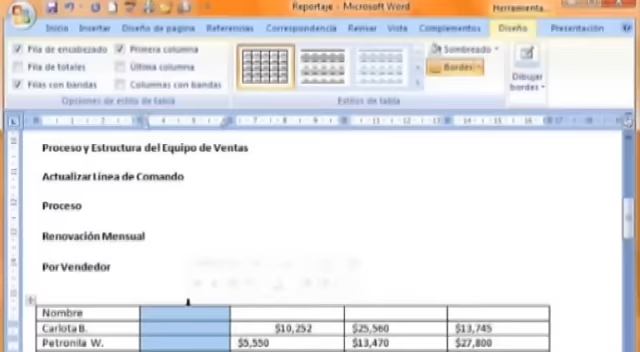 Reportaje - Microsoft Word
Herramienta...
Inicio Insertar Diseño de página Referencias Correspondencia Revisar Vista Complementos Diseño Presentación
Fila de encabezado Primera columna
Fila de totales Última columna
Filas con bandas Columnas con bandas
Opciones de estilo de tabla
Estilos de tabla
Sombreado
Bordes
Dibujar
bordes
Proceso y Estructura del Equipo de Ventas
Actualizar Línea de Comando
Proceso
Renovación Mensual
Por Vendedor
Nombre
Carlota B. $10,252 $25,560 $13,745
Petronila W. $5,550 $13,470 $27,800